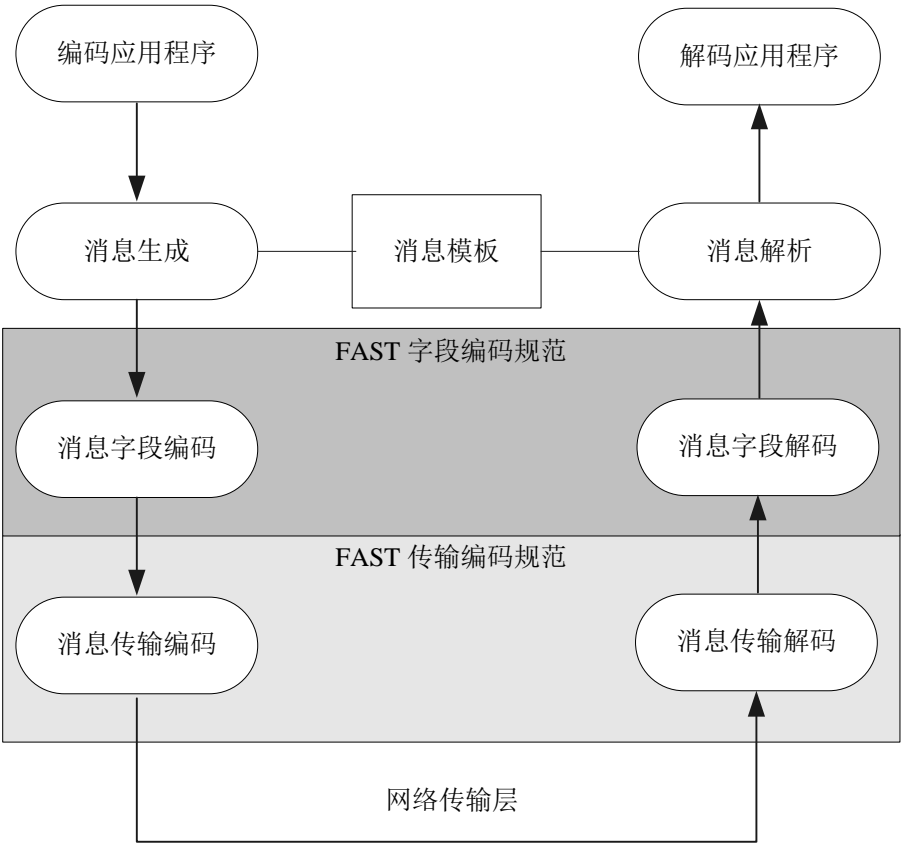 编码应用程序
解码应用程序
消息生成
消息模板
消息解析
FAST 字段编码规范
消息字段编码
消息字段解码
FAST 传输编码规范
消息传输编码
消息传输解码
网络传输层